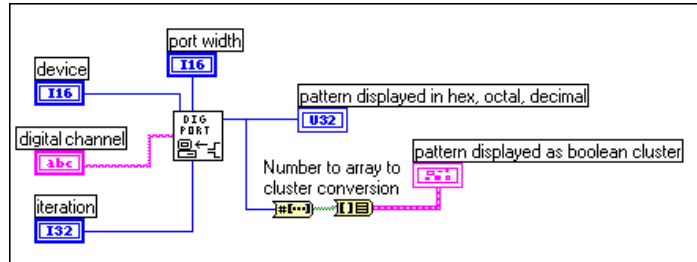 port width
I16
device
I16
DIG
PORT
pattern displayed in hex, octal, decimal
U32
digital channel
abc
pattern displayed as boolean cluster
Number to array to
cluster conversion
#[...]
[]
iteration
I32